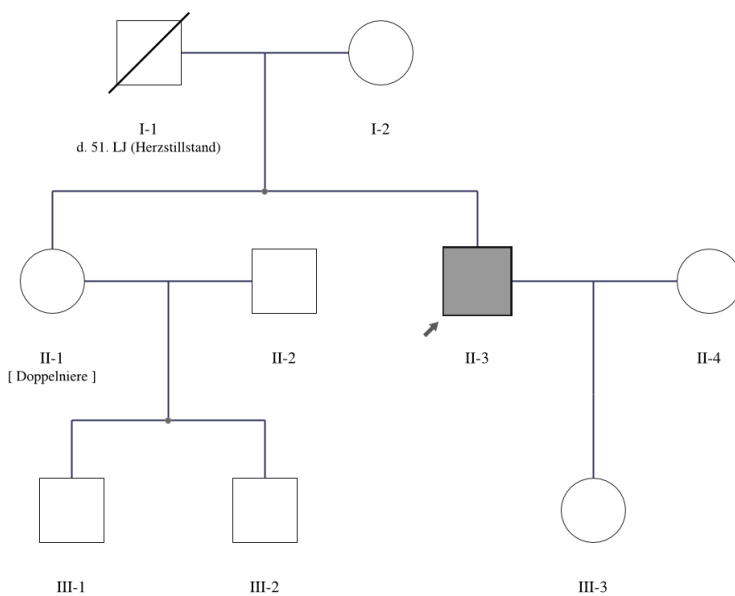 I-1
d. 51. LJ (Herzstillstand)
I-2
II-1
[ Doppelniere ]
II-2
II-3
II-4
III-1
III-2
III-3